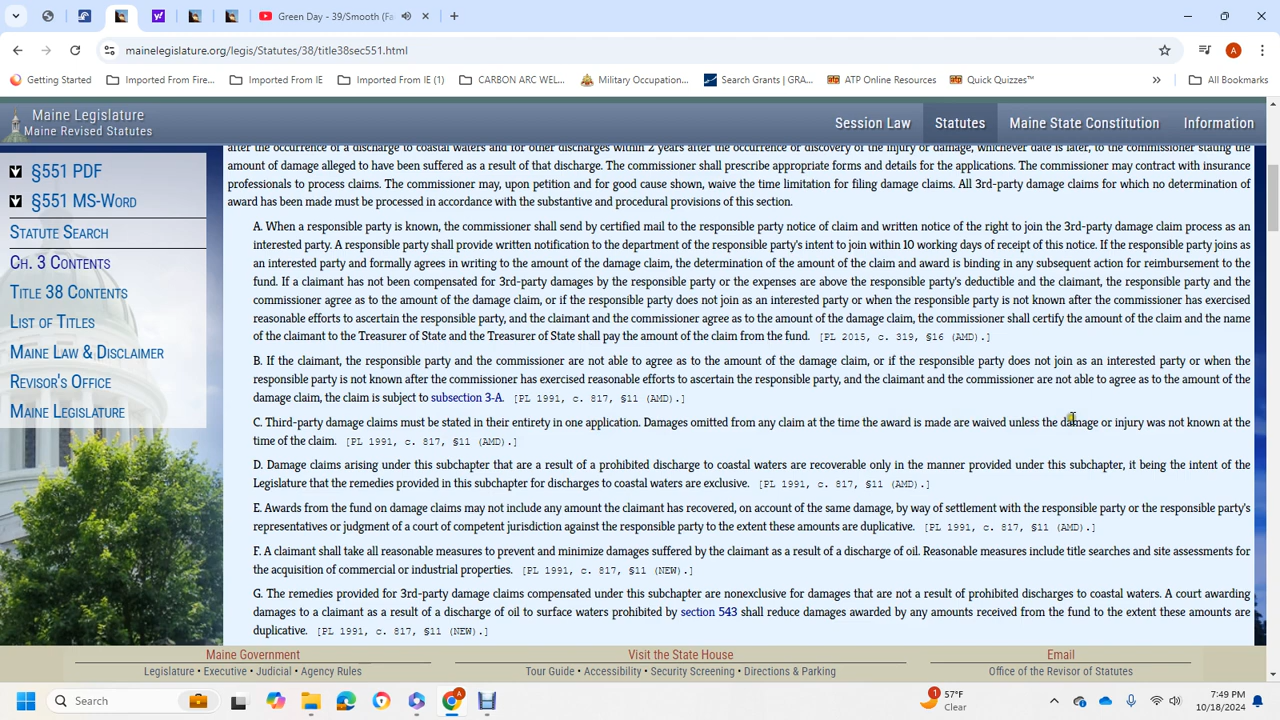 Green Day - 39/Smooth (Fa
mainelegislature.org/legis/Statutes/38/title38sec551.html
A
Getting Started
Imported From Fire...
Imported From IE
Imported From IE (1)
CARBON ARC WEL...
Military Occupation...
Search Grants | GRA...
ATP Online Resources
Quick Quizzes™
All Bookmarks
Maine Legislature
Maine Revised Statutes
Session Law
Statutes
Maine State Constitution
Information
§551 PDF
§551 MS-Word
Statute Search
Ch. 3 Contents
Title 38 Contents
List of Titles
Maine Law & Disclaimer
Revisor's Office
Maine Legislature
after the occurrence of a discharge to coastal waters and for other discharges within 2 years after the occurrence or discovery of the injury or damage, whichever date is later, to the commissioner stating the
amount of damage alleged to have been suffered as a result of that discharge. The commissioner shall prescribe appropriate forms and details for the applications. The commissioner may contract with insurance
professionals to process claims. The commissioner may, upon petition and for good cause shown, waive the time limitation for filing damage claims. All 3rd-party damage claims for which no determination of
award has been made must be processed in accordance with the substantive and procedural provisions of this section.
A. When a responsible party is known, the commissioner shall send by certified mail to the responsible party notice of claim and written notice of the right to join the 3rd-party damage claim process as an
interested party. A responsible party shall provide written notification to the department of the responsible party's intent to join within 10 working days of receipt of this notice. If the responsible party joins as
an interested party and formally agrees in writing to the amount of the damage claim, the determination of the amount of the claim and award is binding in any subsequent action for reimbursement to the
fund. If a claimant has not been compensated for 3rd-party damages by the responsible party or the expenses are above the responsible party's deductible and the claimant, the responsible party and the
commissioner agree as to the amount of the damage claim, or if the responsible party does not join as an interested party or when the responsible party is not known after the commissioner has exercised
reasonable efforts to ascertain the responsible party, and the claimant and the commissioner agree as to the amount of the damage claim, the commissioner shall certify the amount of the claim and the name
of the claimant to the Treasurer of State and the Treasurer of State shall pay the amount of the claim from the fund. [PL 2015, c. 319, §16 (AMD).]
B. If the claimant, the responsible party and the commissioner are not able to agree as to the amount of the damage claim, or if the responsible party does not join as an interested party or when the
responsible party is not known after the commissioner has exercised reasonable efforts to ascertain the responsible party, and the claimant and the commissioner are not able to agree as to the amount of the
damage claim, the claim is subject to subsection 3-A. [PL 1991, c. 817, §11 (AMD).]
C. Third-party damage claims must be stated in their entirety in one application. Damages omitted from any claim at the time the award is made are waived unless the damage or injury was not known at the
time of the claim. [PL 1991, c. 817, §11 (AMD).]
D. Damage claims arising under this subchapter that are a result of a prohibited discharge to coastal waters are recoverable only in the manner provided under this subchapter, it being the intent of the
Legislature that the remedies provided in this subchapter for discharges to coastal waters are exclusive. [PL 1991, c. 817, §11 (AMD).]
E. Awards from the fund on damage claims may not include any amount the claimant has recovered, on account of the same damage, by way of settlement with the responsible party or the responsible party's
representatives or judgment of a court of competent jurisdiction against the responsible party to the extent these amounts are duplicative. [PL 1991, c. 817, §11 (AMD).]
F. A claimant shall take all reasonable measures to prevent and minimize damages suffered by the claimant as a result of a discharge of oil. Reasonable measures include title searches and site assessments for
the acquisition of commercial or industrial properties. [PL 1991, c. 817, §11 (NEW).]
G. The remedies provided for 3rd-party damage claims compensated under this subchapter are nonexclusive for damages that are not a result of prohibited discharges to coastal waters. A court awarding
damages to a claimant as a result of a discharge of oil to surface waters prohibited by section 543 shall reduce damages awarded by any amounts received from the fund to the extent these amounts are
duplicative. [PL 1991, c. 817, §11 (NEW).]
Maine Government
Legislature • Executive • Judicial • Agency Rules
Visit the State House
Tour Guide • Accessibility • Security Screening • Directions & Parking
Email
Office of the Revisor of Statutes
Search
1
57°F
Clear
7:49 PM
10/18/2024